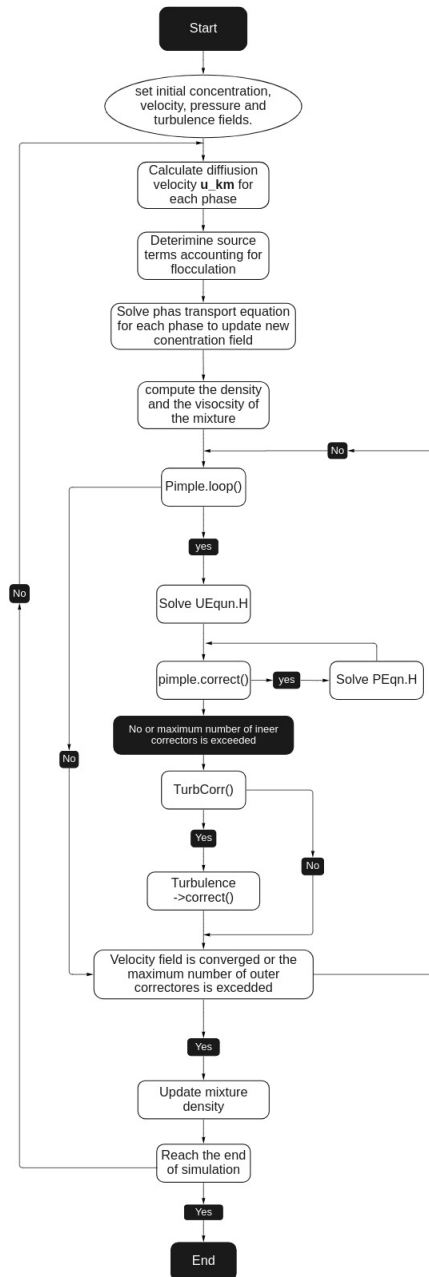 Start
set initial concentration,
velocity, pressure and
turbulence fields.
Calculate diffiusion
velocity u_km for
each phase
Deterimine source
terms accounting for
flocculation
Solve phas transport equation
for each phase to update new
conentration field
compute the density
and the visocsity of
the mixture
No
Pimple.loop()
yes
No
Solve UEqun.H
pimple.correct()
yes
Solve PEqn.H
No or maximum number of ineer
correctors is exceeded
No
TurbCorr()
Yes
No
Turbulence
->correct()
Velocity field is converged or the
maximum number of outer
correctores is excedded
Yes
Update mixture
density
Reach the end
of simulation
Yes
End